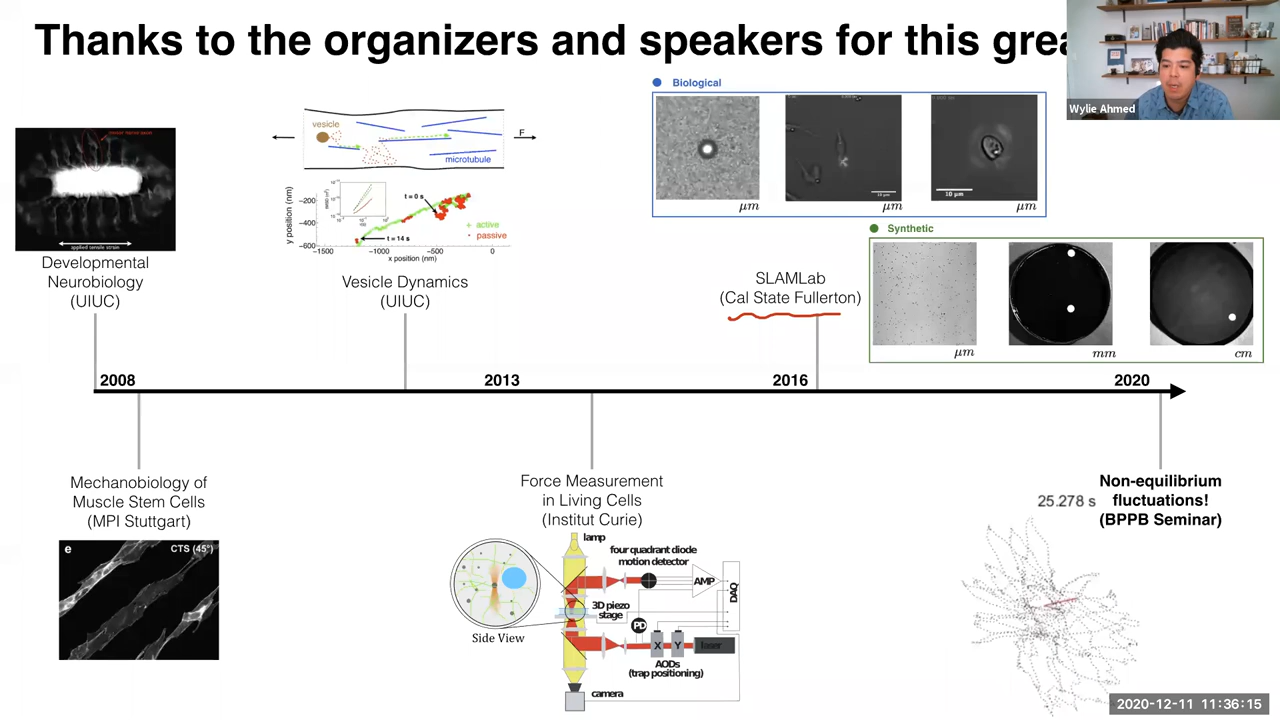 Thanks to the organizers and speakers for this grea
Wylie Ahmed
Biological
μm
μm
μm
10 μm
Synthetic
μm
mm
cm
applied tensile strain
Developmental
Neurobiology
(UIUC)
vesicle
F
microtubule
y position (nm)
−200
−400
−600
t=0 s
t=14 s
active
passive
−1500
−1000
−500
0
x position (nm)
Vesicle Dynamics
(UIUC)
SLAMLab
(Cal State Fullerton)
2008
2013
2016
2020
Mechanobiology of
Muscle Stem Cells
(MPI Stuttgart)
e
CTS (45°)
Force Measurement
in Living Cells
(Institut Curie)
lamp
four quadrant diode
motion detector
AMP
DAQ
3D piezo
stage
PD
X
Y
laser
AODs
(trap positioning)
camera
Side View
Non-equilibrium
fluctuations!
(BPPB Seminar)
25.278 s
2020-12-11 11:36:15